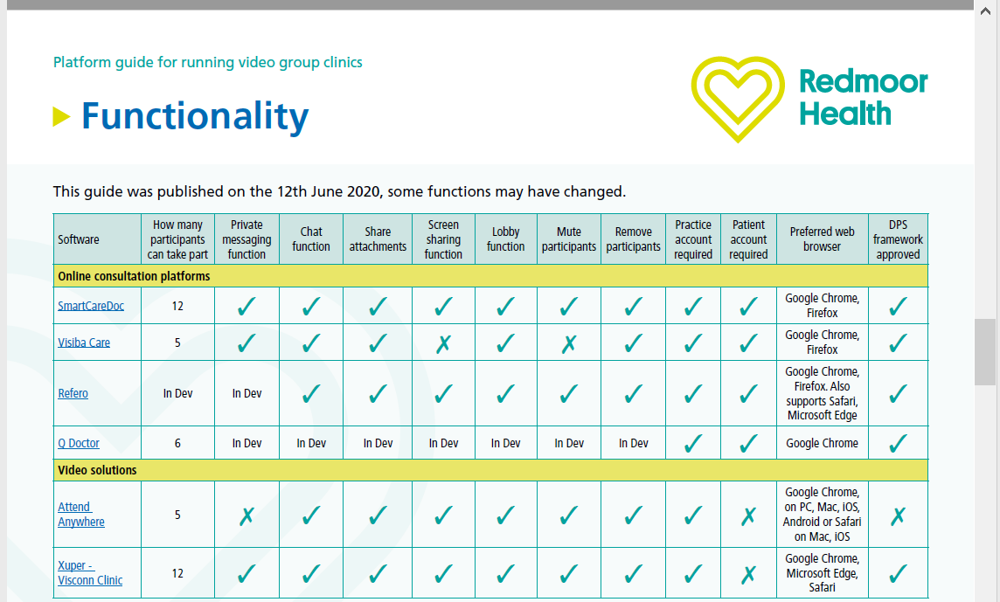 Platform guide for running video group clinics
Functionality
Redmoor
Health
This guide was published on the 12th June 2020, some functions may have changed.
Software
How many
participants
can take part
Private
messaging
function
Chat
function
Share
attachments
Screen
sharing
function
Lobby
function
Mute
participants
Remove
participants
Practice
account
required
Patient
account
required
Preferred web
browser
DPS
framework
approved
Online consultation platforms
SmartCareDoc
12
✓ ✓ ✓ ✓ ✓ ✓ ✓ ✓ ✓
Google Chrome,
Firefox
✓
Visiba Care
5
✓ ✓ ✓ ✗ ✓ ✗ ✓ ✓ ✓
Google Chrome,
Firefox
✓
Refero
In Dev
In Dev
✓ ✓ ✓ ✓ ✓ ✓ ✓ ✓
Google Chrome,
Firefox. Also
supports Safari,
Microsoft Edge
✓
Q Doctor
6
In Dev
In Dev
In Dev
In Dev
In Dev
In Dev
In Dev
✓ ✓
Google Chrome
✓
Video solutions
Attend
Anywhere
5
✗ ✓ ✓ ✓ ✓ ✓ ✓ ✓ ✗
Google Chrome,
on PC, Mac, iOS,
Android or Safari
on Mac, iOS
✗
Xuper -
Visconn Clinic
12
✓ ✓ ✓ ✓ ✓ ✓ ✓ ✓ ✗
Google Chrome,
Microsoft Edge,
Safari
✓